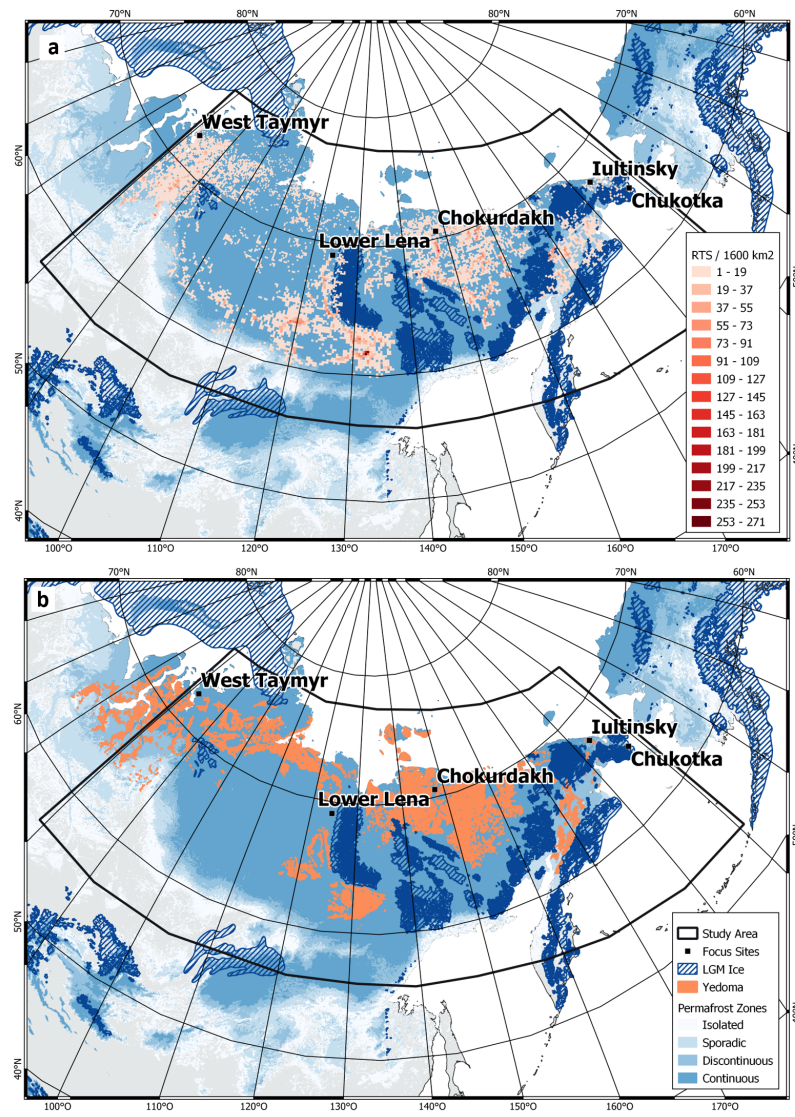 70°N 80°N 70°N 60°N
a
West Taymyr
60°N
Iultinsky
Chukotka
Chokurdakh
Lower Lena
RTS / 1600 km2
1 - 19
19 - 37
37 - 55
55 - 73
73 - 91
91 - 109
109 - 127
127 - 145
145 - 163
163 - 181
181 - 199
199 - 217
217 - 235
235 - 253
253 - 271
50°N
40°N
100°O 110°O 120°O 130°O 140°O 150°O 160°O 170°O
70°N 80°N 70°N 60°N
b
West Taymyr
60°N
Iultinsky
Chukotka
Chokurdakh
Lower Lena
50°N
Study Area
Focus Sites
LGM Ice
Yedoma
Permafrost Zones
Isolated
Sporadic
Discontinuous
Continuous
40°N
100°O 110°O 120°O 130°O 140°O 150°O 160°O 170°O